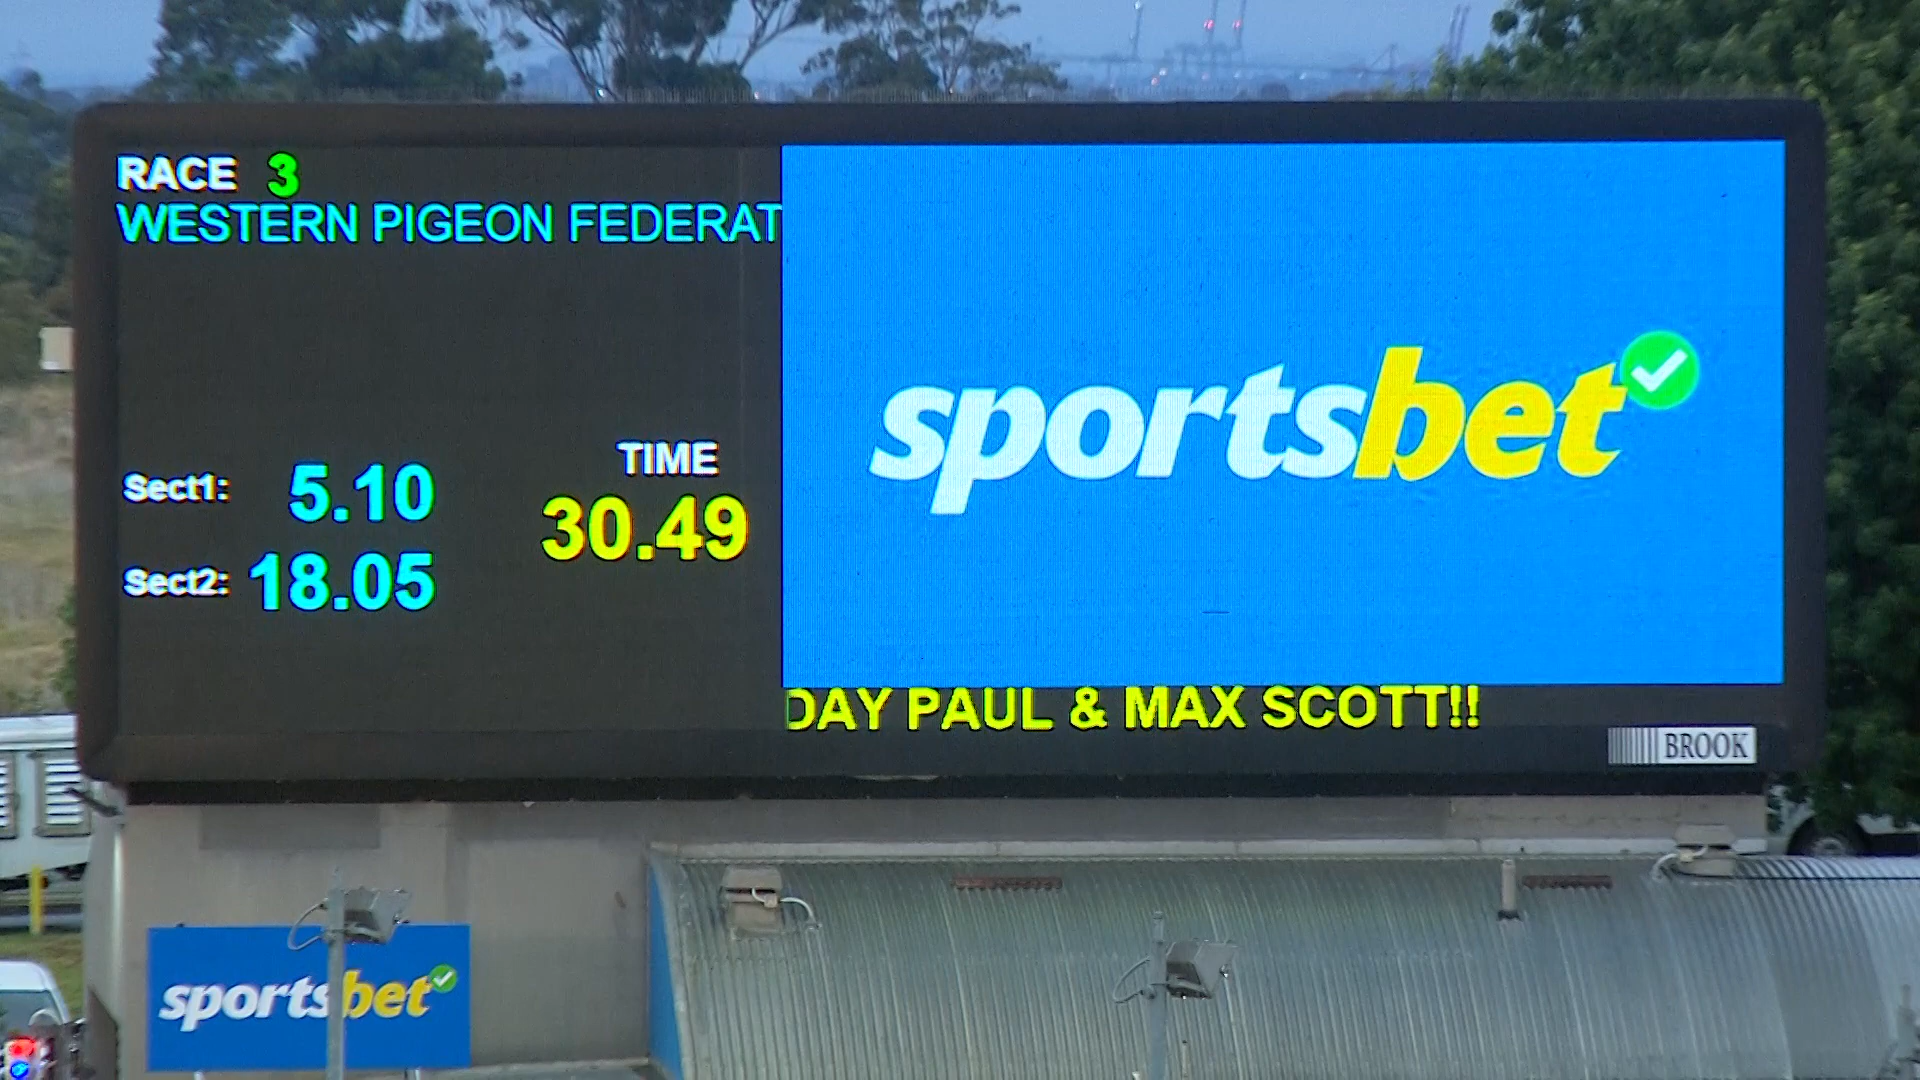 RACE 3
WESTERN PIGEON FEDERAT
Sect1: 5.10
Sect2: 18.05
TIME
30.49
sportsbet
DAY PAUL & MAX SCOTT!!
BROOK
sportsbet